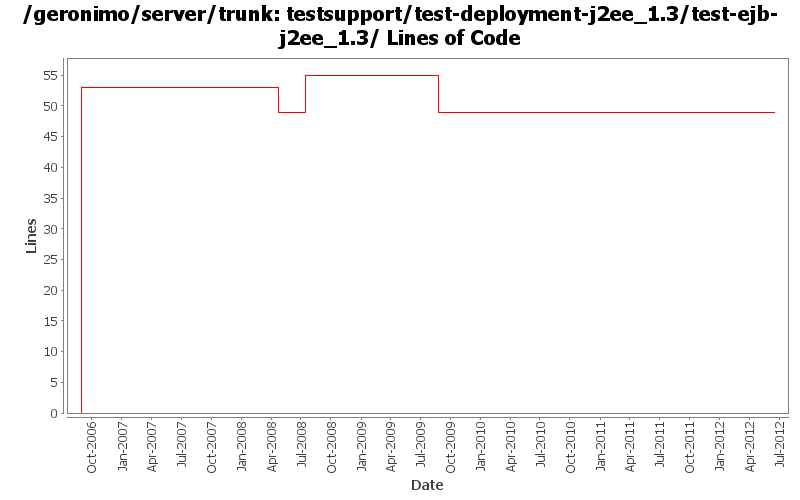 /geronimo/server/trunk: testsupport/test-deployment-j2ee_1.3/test-ejb-
j2ee_1.3/ Lines of Code
55
50
45
40
35
30
25
20
15
10
5
0
Lines
Oct-2006
Jan-2007
Apr-2007
Jul-2007
Oct-2007
Jan-2008
Apr-2008
Jul-2008
Oct-2008
Jan-2009
Apr-2009
Jul-2009
Oct-2009
Jan-2010
Apr-2010
Jul-2010
Oct-2010
Jan-2011
Apr-2011
Jul-2011
Oct-2011
Jan-2012
Apr-2012
Jul-2012
Date